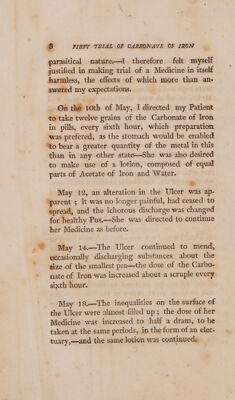 8 FIRST TRIAL OF CARBONATE OF IRON
parasitical nature.—I therefore felt myself
justified in making trial of a Medicine in itself
harmless, the effects of which more than an-
swered my expectations.
On the 10th of May, I directed my Patient
to take twelve grains of the Carbonate of Iron
in pills, every sixth hour, which preparation
was prefered, as the stomach would be enabled
to bear a greater quantity of the metal in this
than in any other state—She was also desired
to make use of a lotion, composed of equal
parts of Acetate of Iron and Water.
May 12, an alteration in the Ulcer was ap-
parent ; it was no longer painful, had ceased to
spread, and the ichorous discharge was changed
for healthy Pus.—She was directed to continue
her Medicine as before.
May 14.—The Ulcer continued to mend,
occasionally discharging substances about the
size of the smallest pea—the dose of the Carbo-
nate of Iron was increased about a scruple every
sixth hour.
May 18.—The inequalities on the surface of
the Ulcer were almost filled up ; the dose of her
Medicine was increased to half a dram, to be
taken at the same periods, in the form of an elec-
tuary,—and the same lotion was continued.